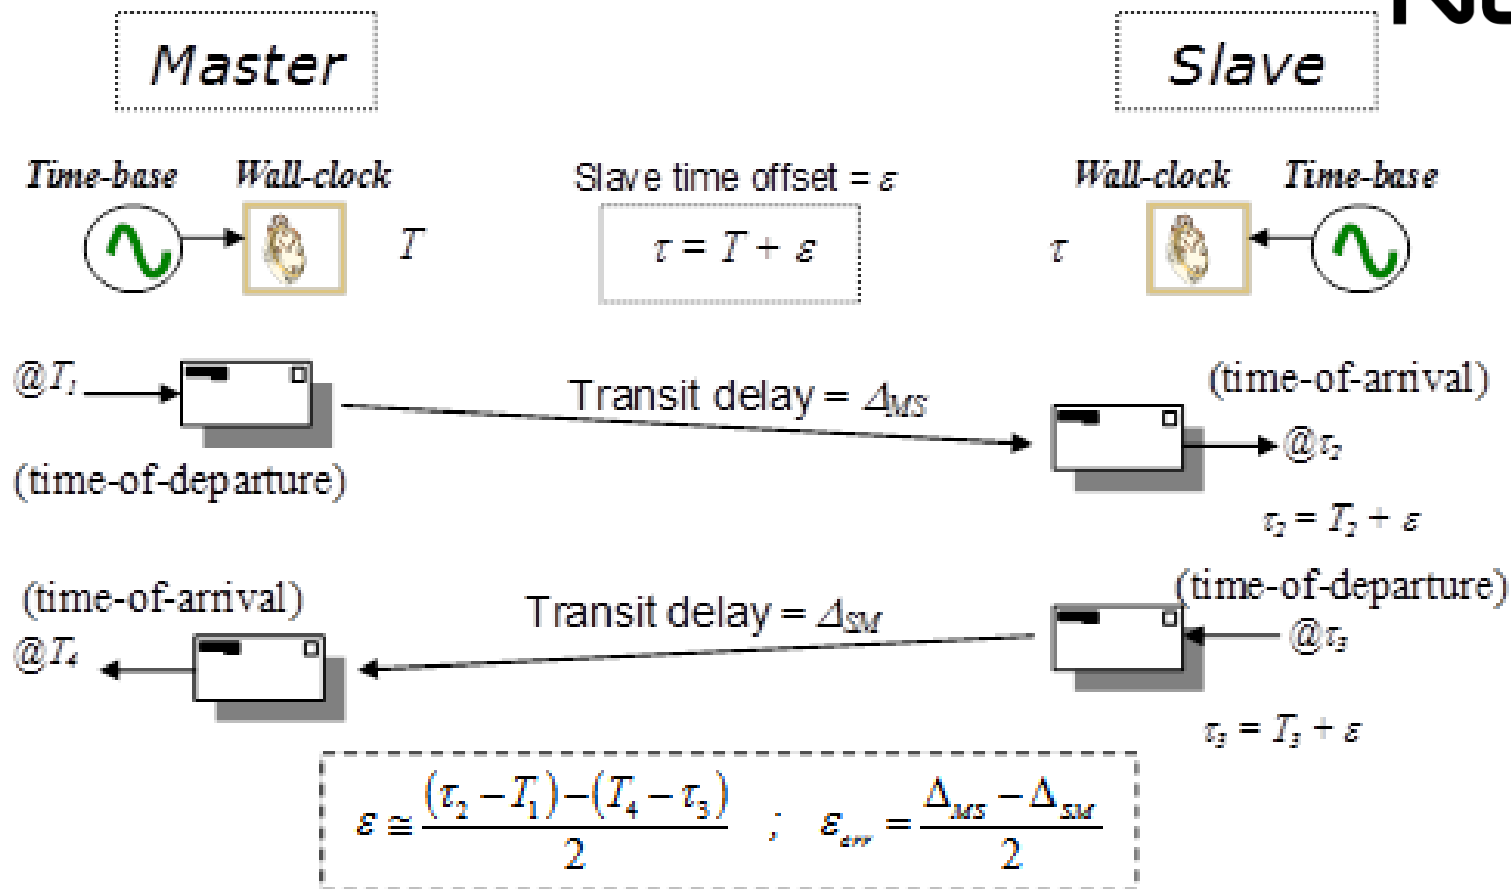 Master
Slave
Time-base Wall-clock
Slave time offset = ε
Wall-clock Time-base
T
τ = T + ε
τ
@T₁
Transit delay = Δ_MS
(time-of-arrival)
@τ₂
(time-of-departure)
τ₂ = T₂ + ε
(time-of-arrival)
Transit delay = Δ_SM
(time-of-departure)
@T₄
@τ₃
τ₃ = T₃ + ε
ε ≅ ((τ₂ − T₁) − (T₄ − τ₃)) / 2 ; ε_err = (Δ_MS − Δ_SM) / 2